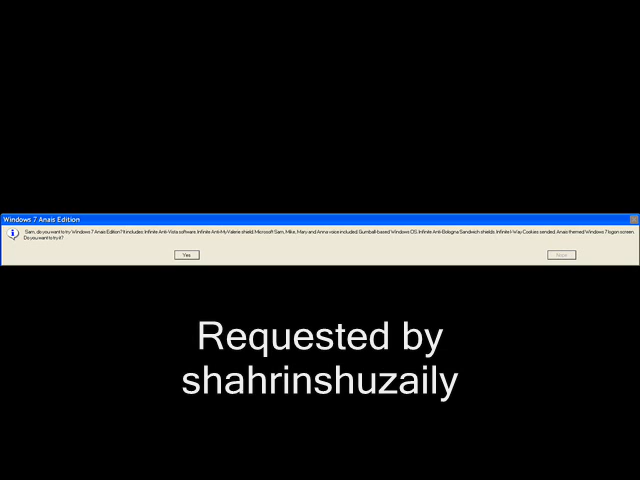 Windows 7 Anais Edition
Sam, do you want to try Windows 7 Anais Edition? It includes: Infinite Anti-Vista software. Infinite Anti-MyValerie shield. Microsoft Sam, Mike, Mary and Anna voice included. Gumball-based Windows OS. Infinite Anti-Bologna Sandwich shields. Infinite I-Way Cookies sended. Anais themed Windows 7 logon screen.
Do you want to try it?
Yes
Requested by
shahrinshuzaily